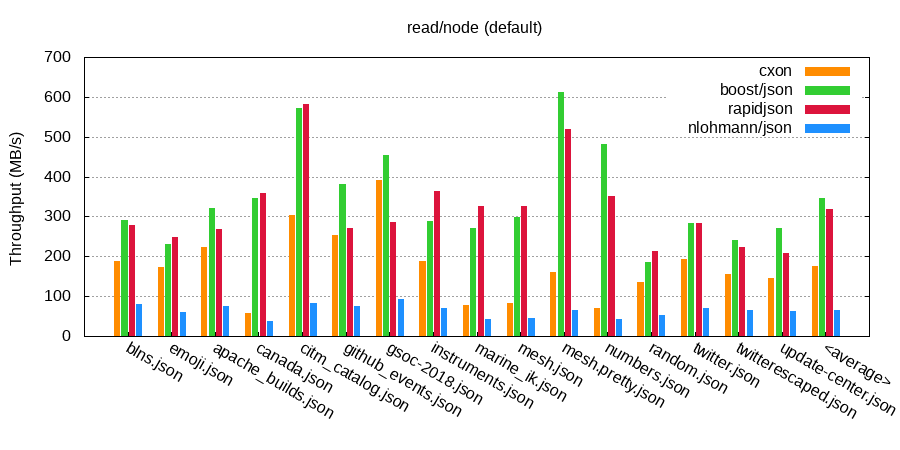 read/node (default)
Throughput (MB/s)
700
600
500
400
300
200
100
0
cxon
boost/json
rapidjson
nlohmann/json
blns.json
emoji.json
apache_builds.json
canada.json
citm_catalog.json
github_events.json
gsoc-2018.json
instruments.json
marine_ik.json
mesh.json
mesh.pretty.json
numbers.json
random.json
twitter.json
twitterescaped.json
update-center.json
<average>